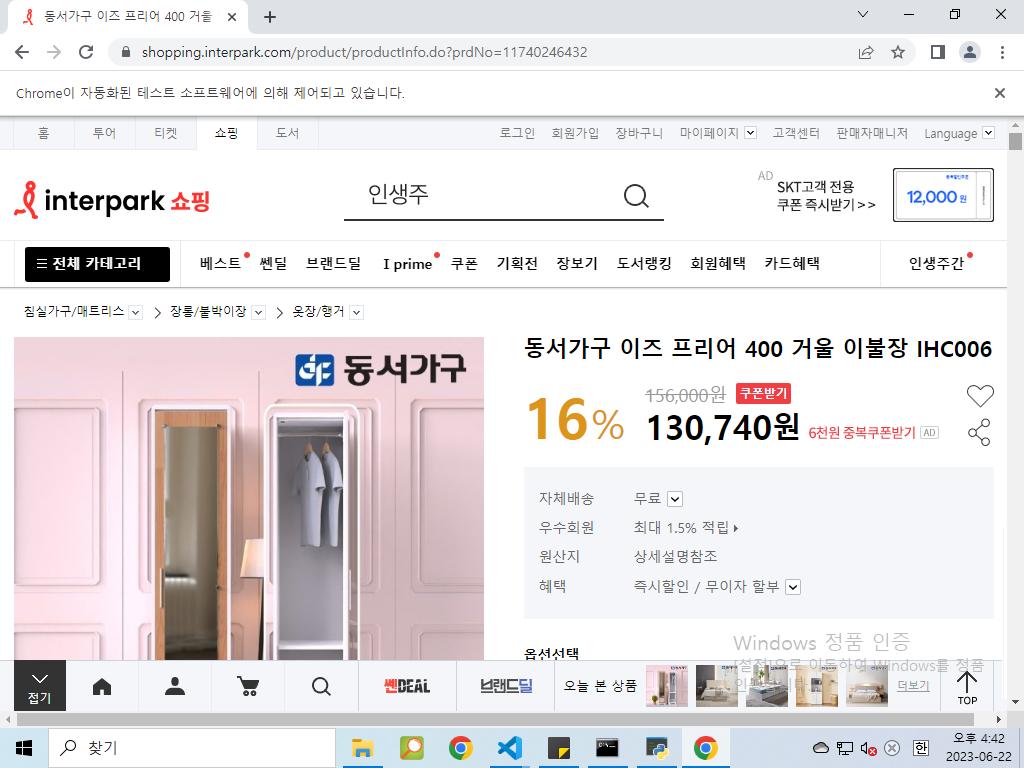 동서가구 이즈 프리어 400 거울
shopping.interpark.com/product/productInfo.do?prdNo=11740246432
Chrome이 자동화된 테스트 소프트웨어에 의해 제어되고 있습니다.
홈 투어 티켓 쇼핑 도서 로그인 회원가입 장바구니 마이페이지 고객센터 판매자매니저 Language
interpark 쇼핑
인생주
AD
SKT고객 전용
쿠폰 즉시받기>>
12,000 원
전체 카테고리 베스트 쎈딜 브랜드딜 I prime 쿠폰 기획전 장보기 도서랭킹 회원혜택 카드혜택 인생주간
침실가구/매트리스 장롱/붙박이장 옷장/행거
동서가구
동서가구 이즈 프리어 400 거울 이불장 IHC006
156,000원 쿠폰받기
16% 130,740원 6천원 중복쿠폰받기 AD
자체배송 무료
우수회원 최대 1.5% 적립
원산지 상세설명참조
혜택 즉시할인 / 무이자 할부
옵션선택
Windows 정품 인증
[설정]으로 이동하여 Windows를 정품
접기
쎈DEAL
브랜드딜
오늘 본 상품
더보기
TOP
찾기
한
오후 4:42
2023-06-22